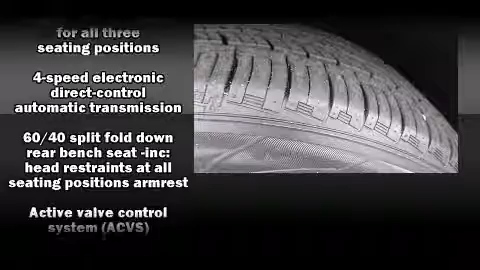 for all three
seating positions
4-speed electronic
direct-control
automatic transmission
60/40 split fold down
rear bench seat -inc:
head restraints at all
seating positions armrest
Active valve control
system (ACVS)